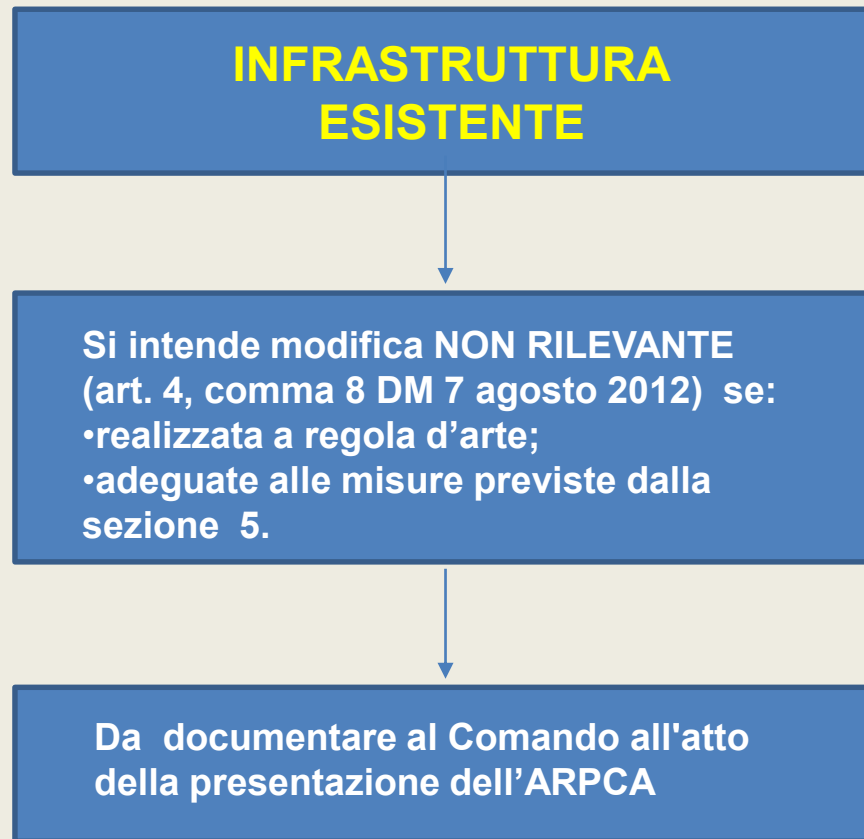 INFRASTRUTTURA
ESISTENTE
Si intende modifica NON RILEVANTE
(art. 4, comma 8 DM 7 agosto 2012) se:
•realizzata a regola d’arte;
•adeguate alle misure previste dalla
sezione 5.
Da documentare al Comando all'atto
della presentazione dell’ARPCA